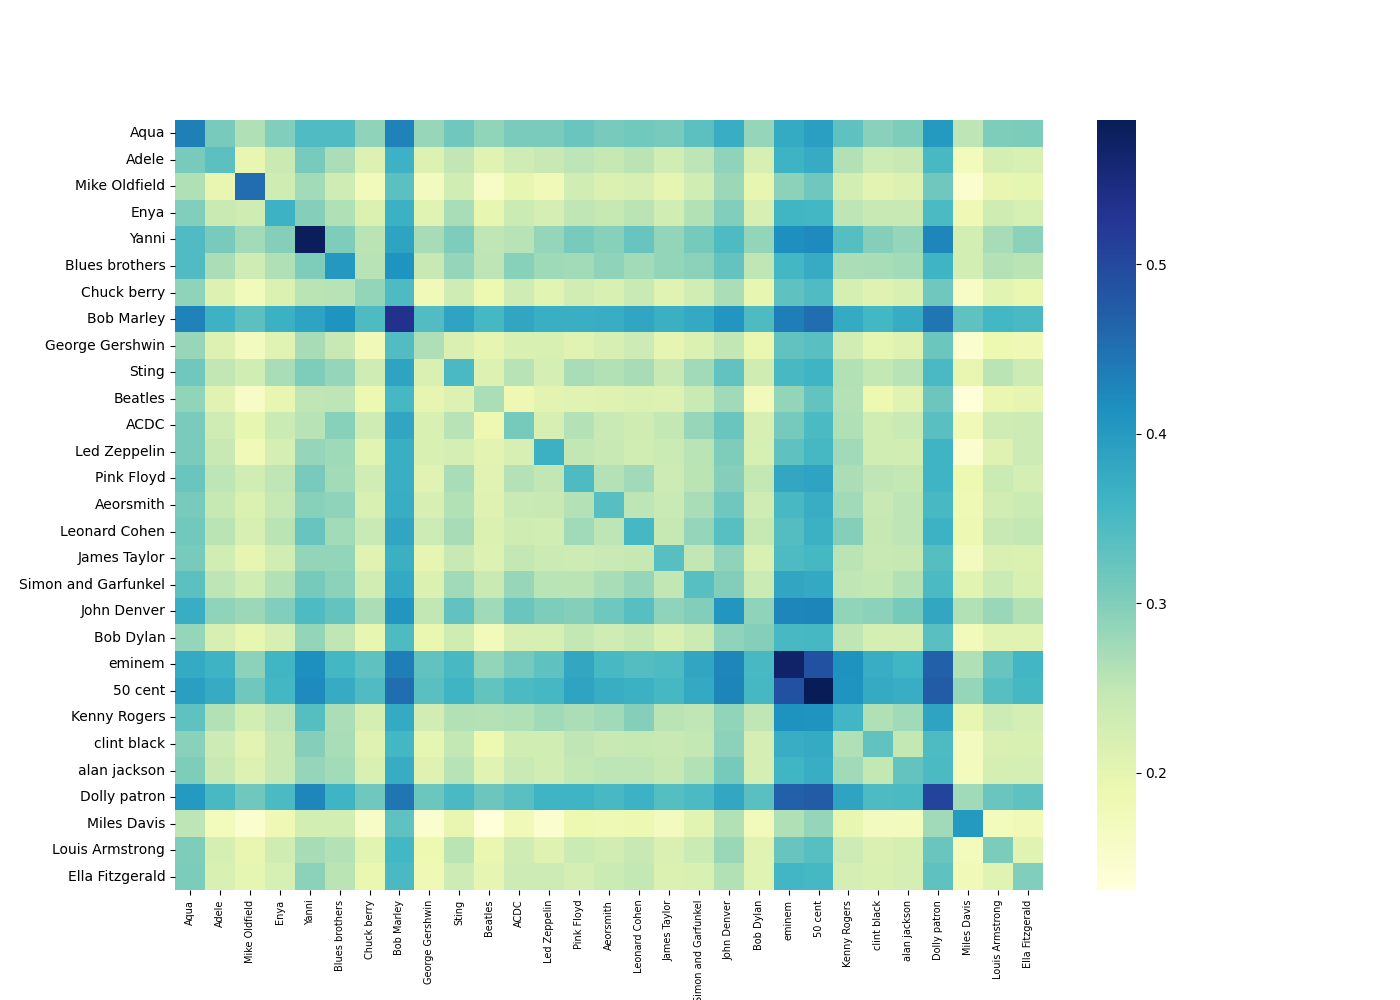 Aqua
Adele
Mike Oldfield
Enya
Yanni
Blues brothers
Chuck berry
Bob Marley
George Gershwin
Sting
Beatles
ACDC
Led Zeppelin
Pink Floyd
Aeorsmith
Leonard Cohen
James Taylor
Simon and Garfunkel
John Denver
Bob Dylan
eminem
50 cent
Kenny Rogers
clint black
alan jackson
Dolly patron
Miles Davis
Louis Armstrong
Ella Fitzgerald
Aqua
Adele
Mike Oldfield
Enya
Yanni
Blues brothers
Chuck berry
Bob Marley
George Gershwin
Sting
Beatles
ACDC
Led Zeppelin
Pink Floyd
Aeorsmith
Leonard Cohen
James Taylor
Simon and Garfunkel
John Denver
Bob Dylan
eminem
50 cent
Kenny Rogers
clint black
alan jackson
Dolly patron
Miles Davis
Louis Armstrong
Ella Fitzgerald
0.5
0.4
0.3
0.2